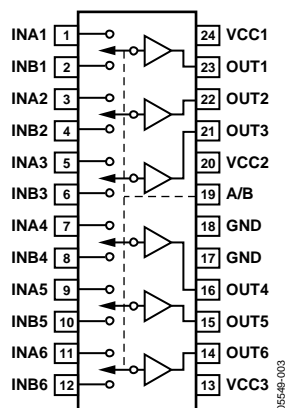 INA1 1 24 VCC1
INB1 2 23 OUT1
INA2 3 22 OUT2
INB2 4 21 OUT3
INA3 5 20 VCC2
INB3 6 19 A/B
INA4 7 18 GND
INB4 8 17 GND
INA5 9 16 OUT4
INB5 10 15 OUT5
INA6 11 14 OUT6
INB6 12 13 VCC3
05549-003